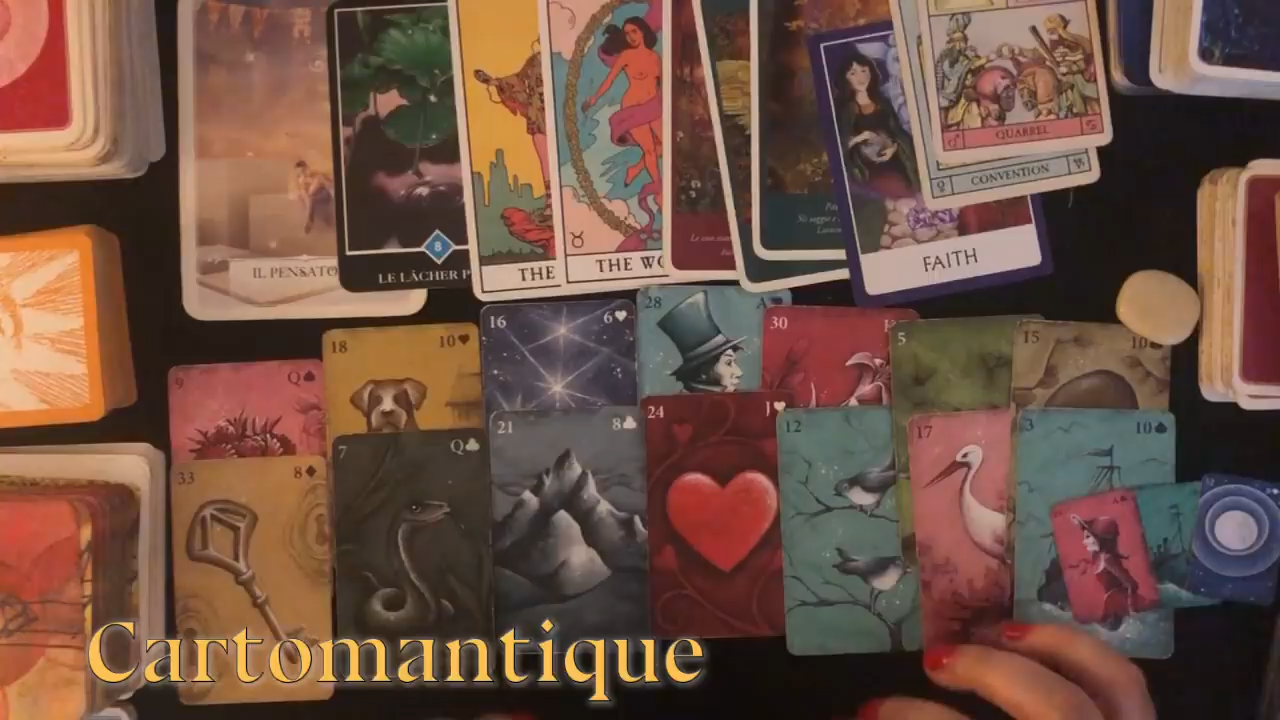 IL PENSATO
8
LE LÂCHER P
THE
THE WO
FAITH
QUARREL
CONVENTION
9 Q♠
18 10♥
16 6♥
28 A♥
30 K
5
15 10♣
33 8♦
7 Q♣
21 8♣
24 J♥
12
17
3 10♠
A♠
Cartomantique